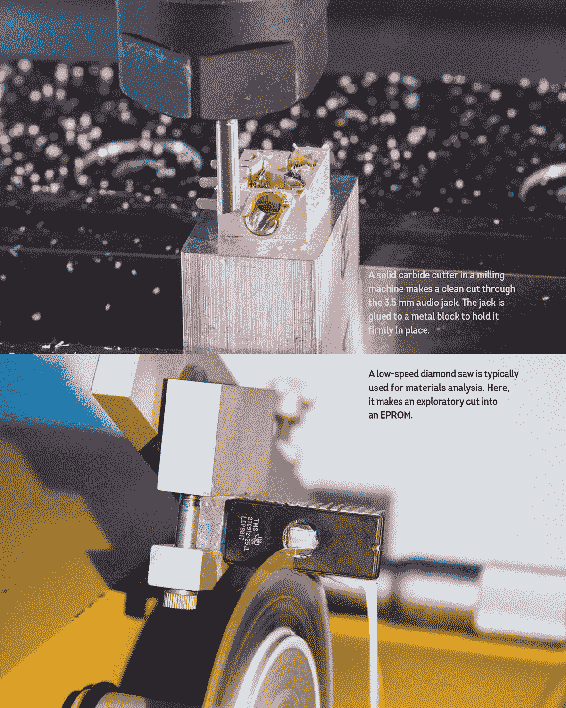 A solid carbide cutter in a milling
machine makes a clean cut through
the 3.5 mm audio jack. The jack is
glued to a metal block to hold it
firmly in place.
A low-speed diamond saw is typically
used for materials analysis. Here,
it makes an exploratory cut into
an EPROM.